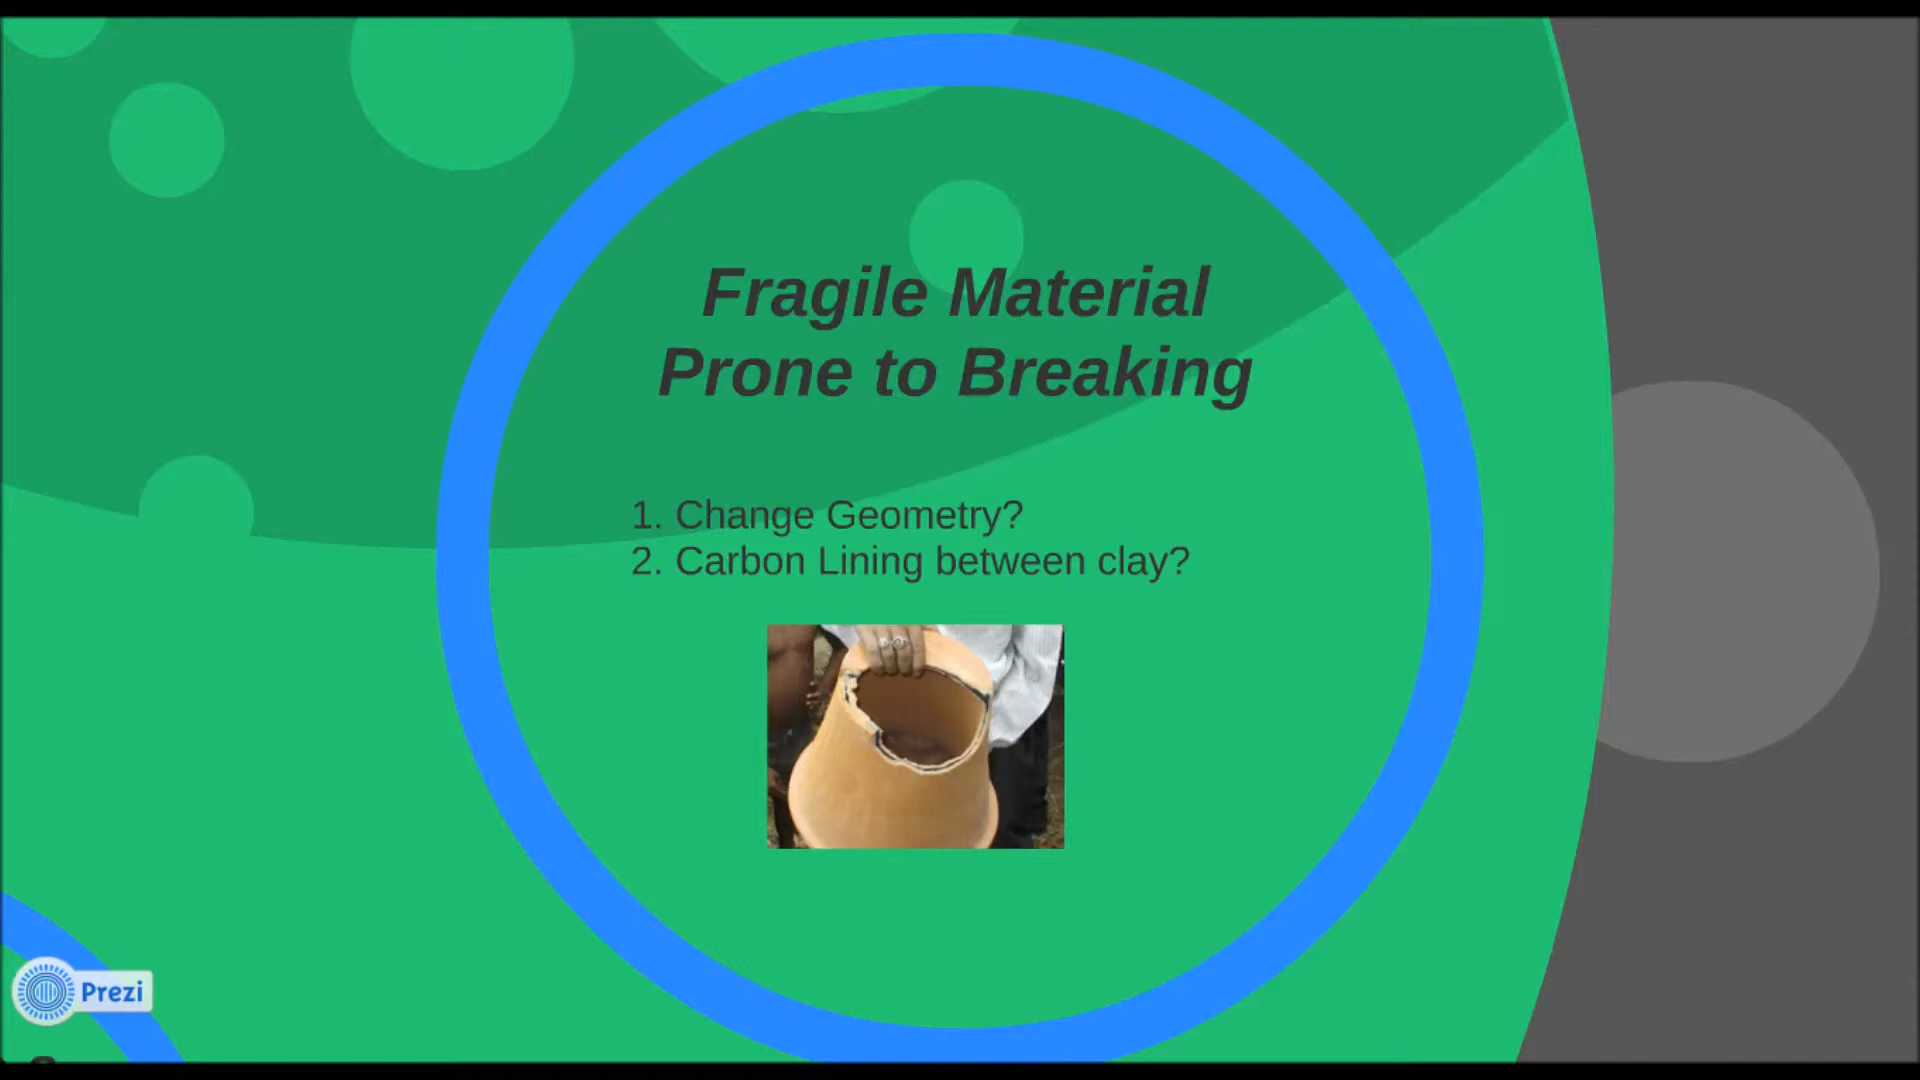 Fragile Material
Prone to Breaking
1. Change Geometry?
2. Carbon Lining between clay?
Prezi